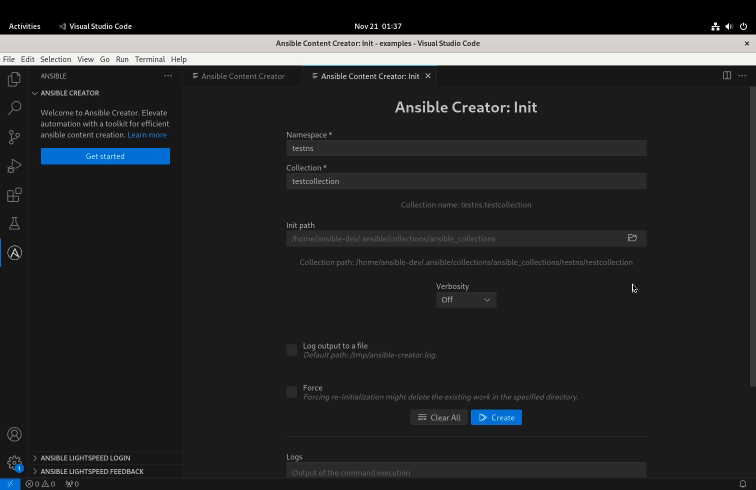 Activities
Visual Studio Code
Nov 21 01:37
Ansible Content Creator: Init - examples - Visual Studio Code
File Edit Selection View Go Run Terminal Help
ANSIBLE
Ansible Content Creator
Ansible Content Creator: Init
ANSIBLE CREATOR
Welcome to Ansible Creator. Elevate
automation with a toolkit for efficient
ansible content creation. Learn more
Get started
Ansible Creator: Init
Namespace *
testns
Collection *
testcollection
Collection name: testns.testcollection
Init path
/home/ansible-dev/.ansible/collections/ansible_collections
Collection path: /home/ansible-dev/.ansible/collections/ansible_collections/testns/testcollection
Verbosity
Off
Log output to a file
Default path: /tmp/ansible-creator.log.
Force
Forcing re-initialization might delete the existing work in the specified directory.
Clear All
Create
Logs
Output of the command execution
ANSIBLE LIGHTSPEED LOGIN
ANSIBLE LIGHTSPEED FEEDBACK
1
0 0 0